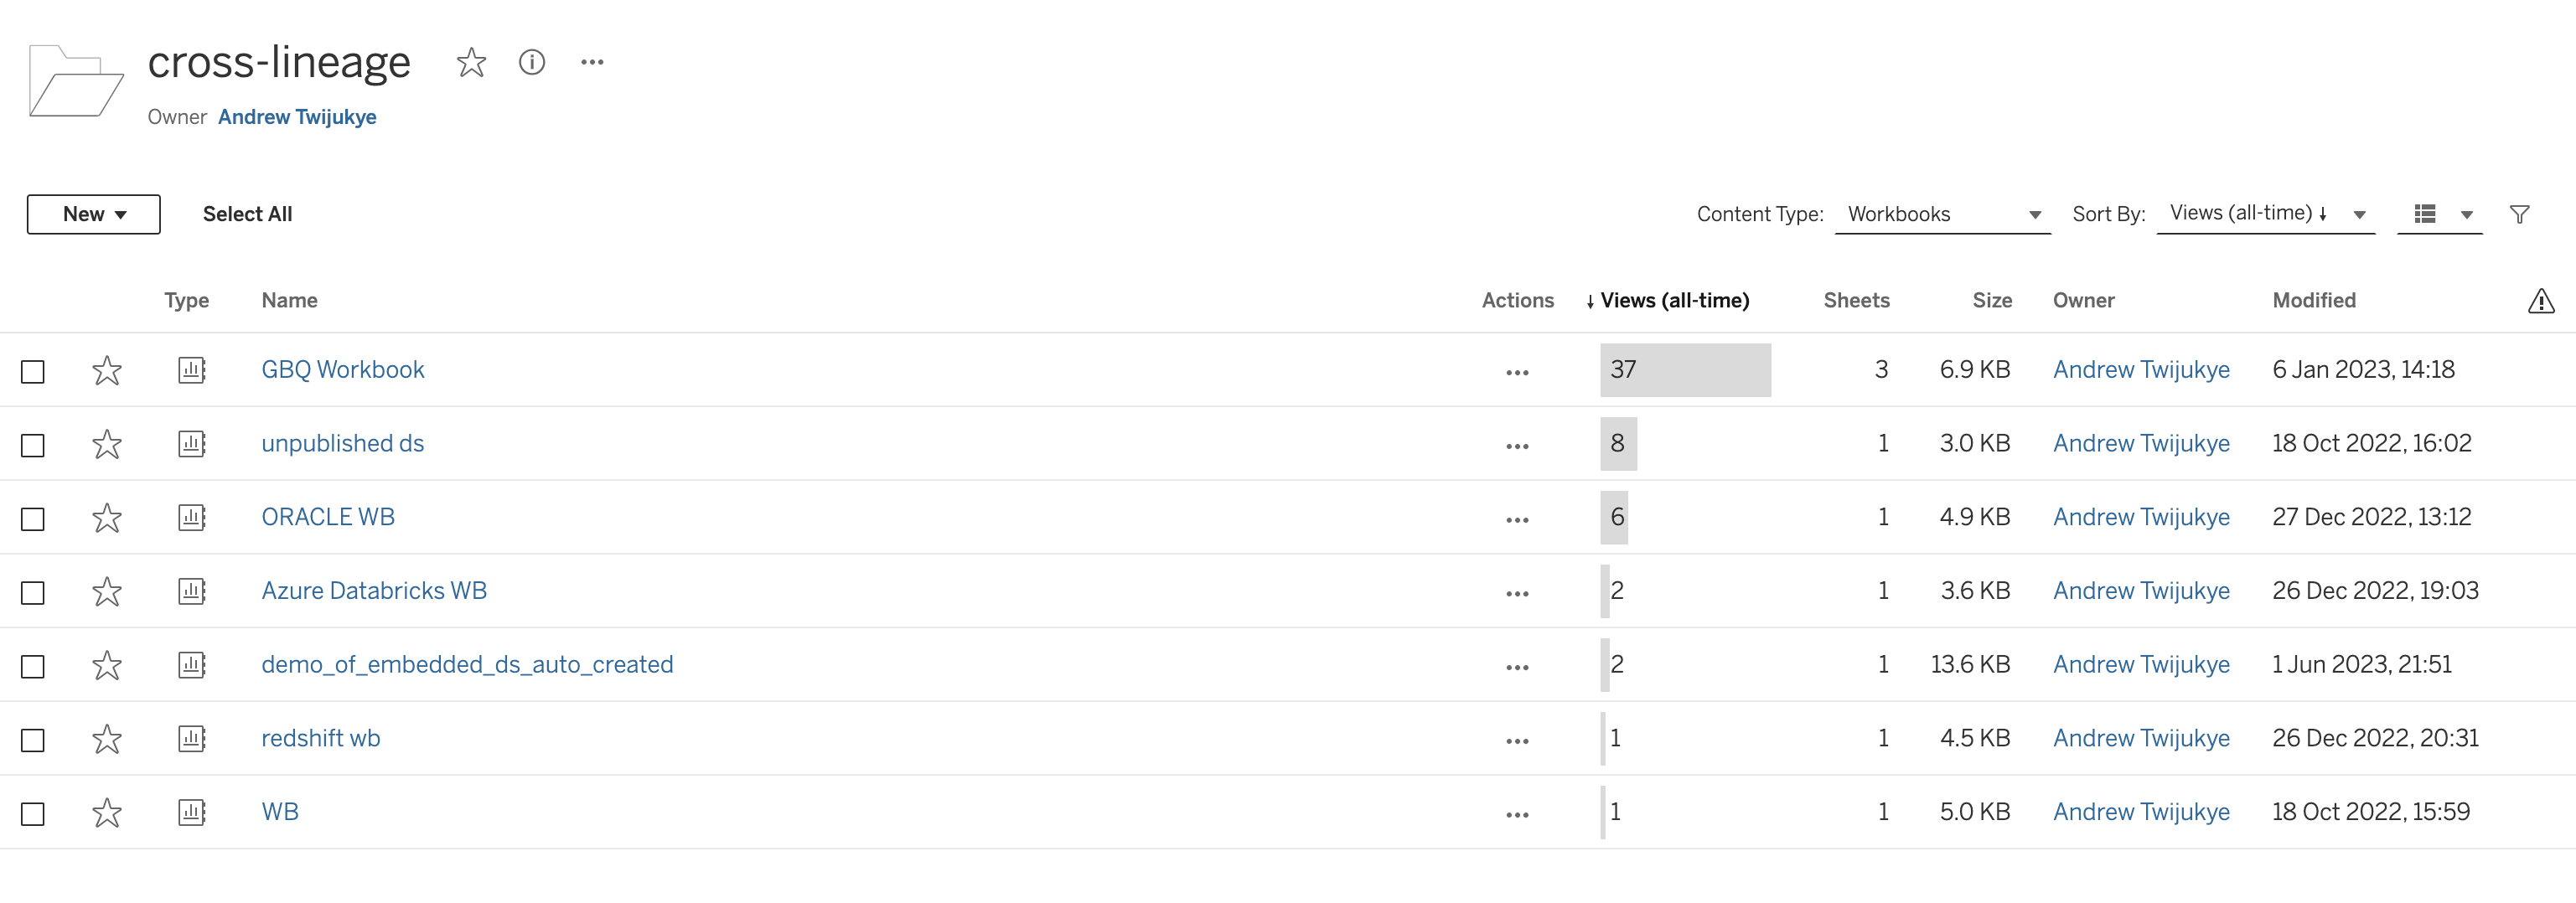 cross-lineage
Owner Andrew Twijukye
New Select All Content Type: Workbooks Sort By: Views (all-time) ↓
Type Name Actions ↓ Views (all-time) Sheets Size Owner Modified
GBQ Workbook 37 3 6.9 KB Andrew Twijukye 6 Jan 2023, 14:18
unpublished ds 8 1 3.0 KB Andrew Twijukye 18 Oct 2022, 16:02
ORACLE WB 6 1 4.9 KB Andrew Twijukye 27 Dec 2022, 13:12
Azure Databricks WB 2 1 3.6 KB Andrew Twijukye 26 Dec 2022, 19:03
demo_of_embedded_ds_auto_created 2 1 13.6 KB Andrew Twijukye 1 Jun 2023, 21:51
redshift wb 1 1 4.5 KB Andrew Twijukye 26 Dec 2022, 20:31
WB 1 1 5.0 KB Andrew Twijukye 18 Oct 2022, 15:59